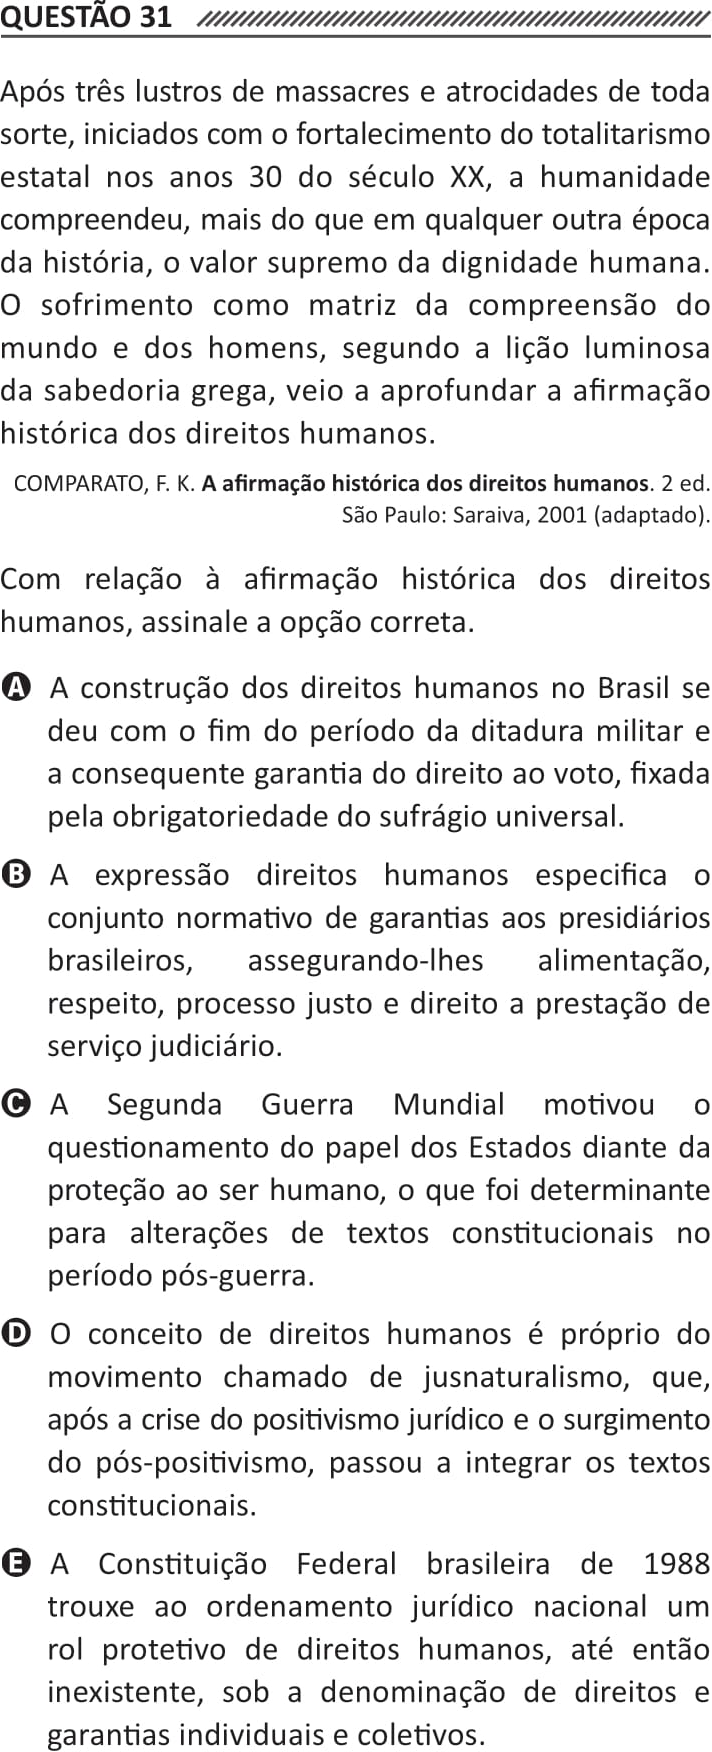 QUESTÃO 31
Após três lustros de massacres e atrocidades de toda
sorte, iniciados com o fortalecimento do totalitarismo
estatal nos anos 30 do século XX, a humanidade
compreendeu, mais do que em qualquer outra época
da história, o valor supremo da dignidade humana.
O sofrimento como matriz da compreensão do
mundo e dos homens, segundo a lição luminosa
da sabedoria grega, veio a aprofundar a afirmação
histórica dos direitos humanos.
COMPARATO, F. K. A afirmação histórica dos direitos humanos. 2 ed.
São Paulo: Saraiva, 2001 (adaptado).
Com relação à afirmação histórica dos direitos
humanos, assinale a opção correta.
A A construção dos direitos humanos no Brasil se
deu com o fim do período da ditadura militar e
a consequente garantia do direito ao voto, fixada
pela obrigatoriedade do sufrágio universal.
B A expressão direitos humanos especifica o
conjunto normativo de garantias aos presidiários
brasileiros, assegurando-lhes alimentação,
respeito, processo justo e direito a prestação de
serviço judiciário.
C A Segunda Guerra Mundial motivou o
questionamento do papel dos Estados diante da
proteção ao ser humano, o que foi determinante
para alterações de textos constitucionais no
período pós-guerra.
D O conceito de direitos humanos é próprio do
movimento chamado de jusnaturalismo, que,
após a crise do positivismo jurídico e o surgimento
do pós-positivismo, passou a integrar os textos
constitucionais.
E A Constituição Federal brasileira de 1988
trouxe ao ordenamento jurídico nacional um
rol protetivo de direitos humanos, até então
inexistente, sob a denominação de direitos e
garantias individuais e coletivos.